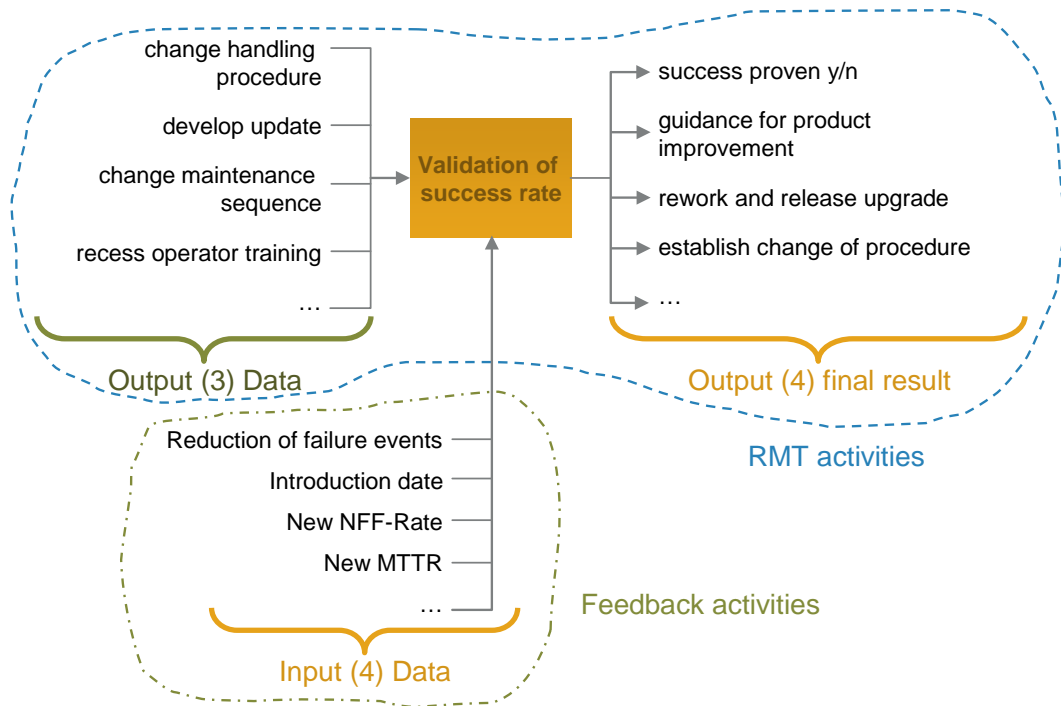 change handling
procedure
develop update
change maintenance
sequence
recess operator training
…
Output (3) Data
Validation of
success rate
success proven y/n
guidance for product
improvement
rework and release upgrade
establish change of procedure
…
Output (4) final result
RMT activities
Reduction of failure events
Introduction date
New NFF-Rate
New MTTR
…
Input (4) Data
Feedback activities